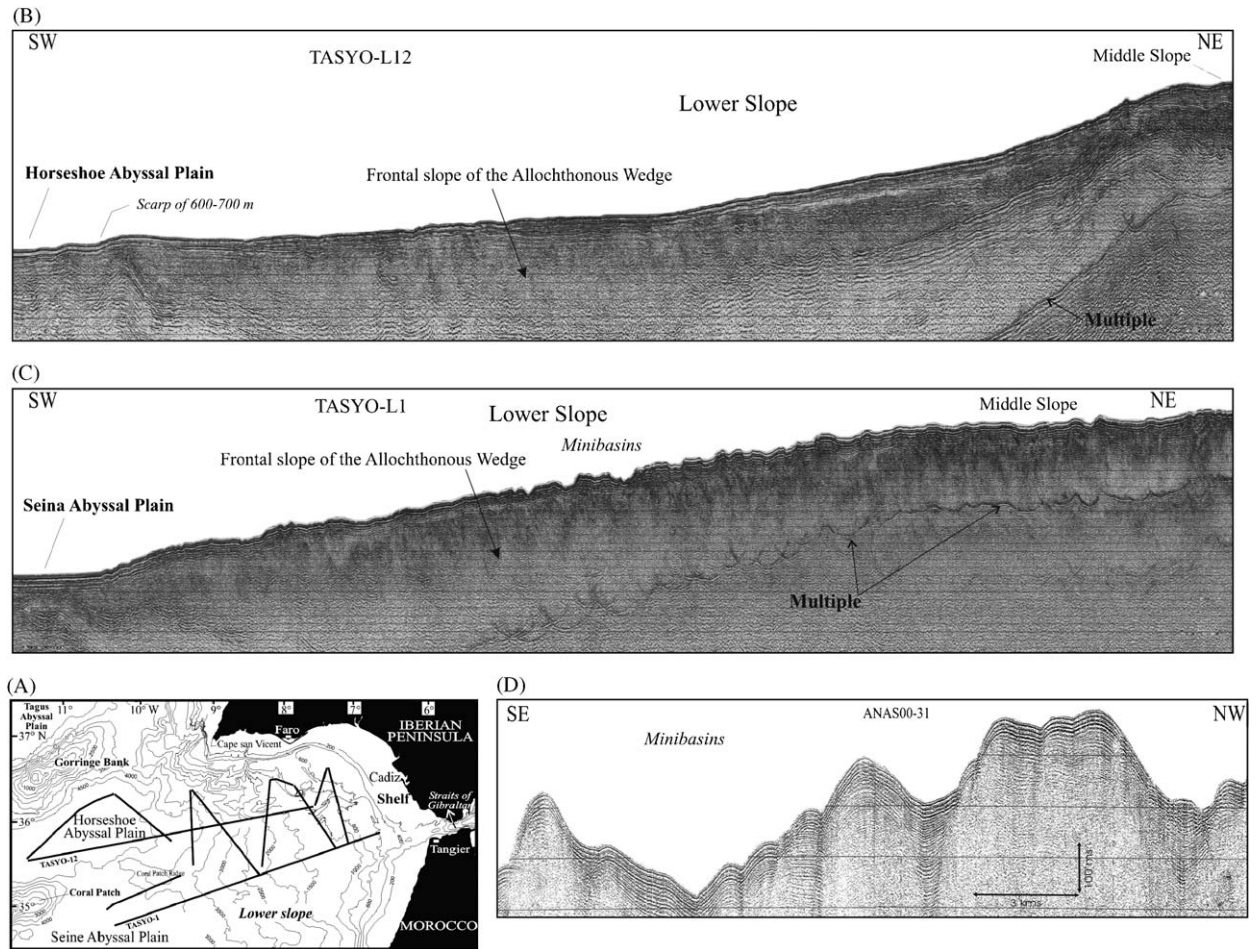 (B)
SW
NE
TASYO-L12
Middle Slope
Lower Slope
Horseshoe Abyssal Plain
Frontal slope of the Allochthonous Wedge
Scarp of 600-700 m
Multiple
(C)
SW
TASYO-L1
Lower Slope
Middle Slope
NE
Minibasins
Frontal slope of the Allochthonous Wedge
Seina Abyssal Plain
Multiple
(A)
Tagus
Abyssal
Plain
11°
10° W
9°
8°
7°
6°
37° N
Faro
IBERIAN
PENINSULA
Cape san Vicent
Gorringe Bank
Cadiz
Shelf
Straits of
Gibraltar
36°
Horseshoe
Abyssal Plain
Tangier
TASYO-12
Coral Patch Ridge
Coral Patch
35°
TASYO-1
Lower slope
MOROCCO
Seine Abyssal Plain
(D)
SE
ANAS00-31
NW
Minibasins
100 ms
3 kms